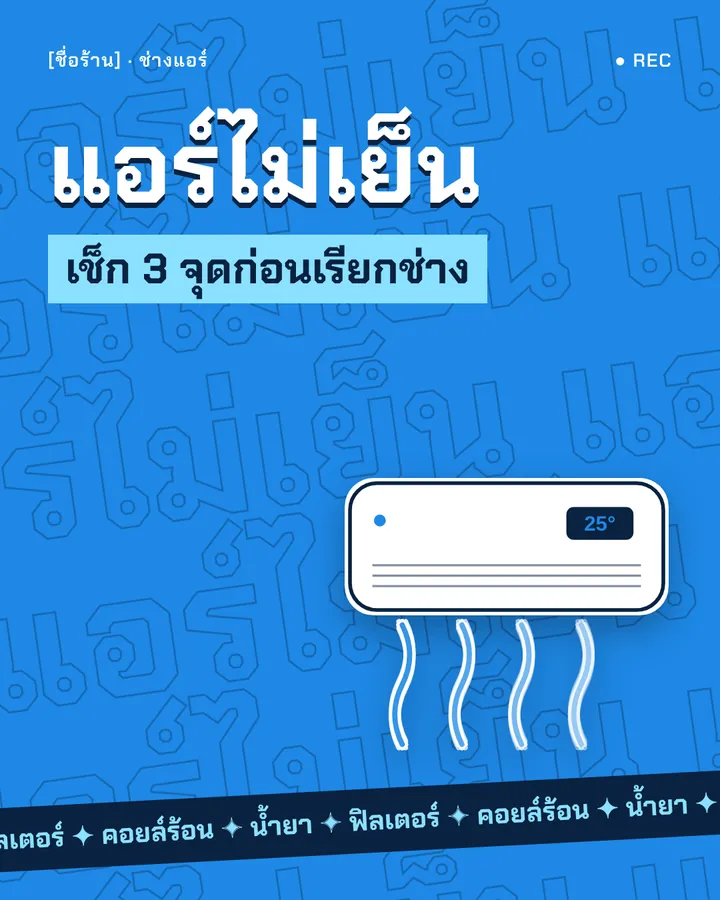 [ชื่อร้าน] · ช่างแอร์
● REC
แอร์ไม่เย็น
เช็ก 3 จุดก่อนเรียกช่าง
25°
ลเตอร์ ✦ คอยล์ร้อน ✦ น้ำยา ✦ ฟิลเตอร์ ✦ คอยล์ร้อน ✦ น้ำยา ✦